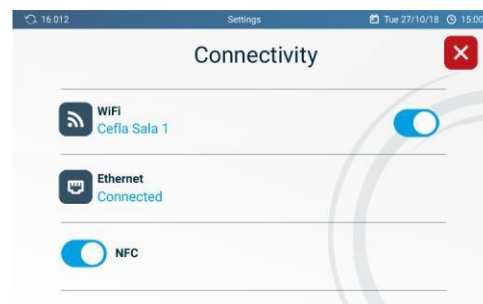 16.012 Settings Tue 27/10/18 15:00
Connectivity
WiFi
Cefla Sala 1
Ethernet
Connected
NFC